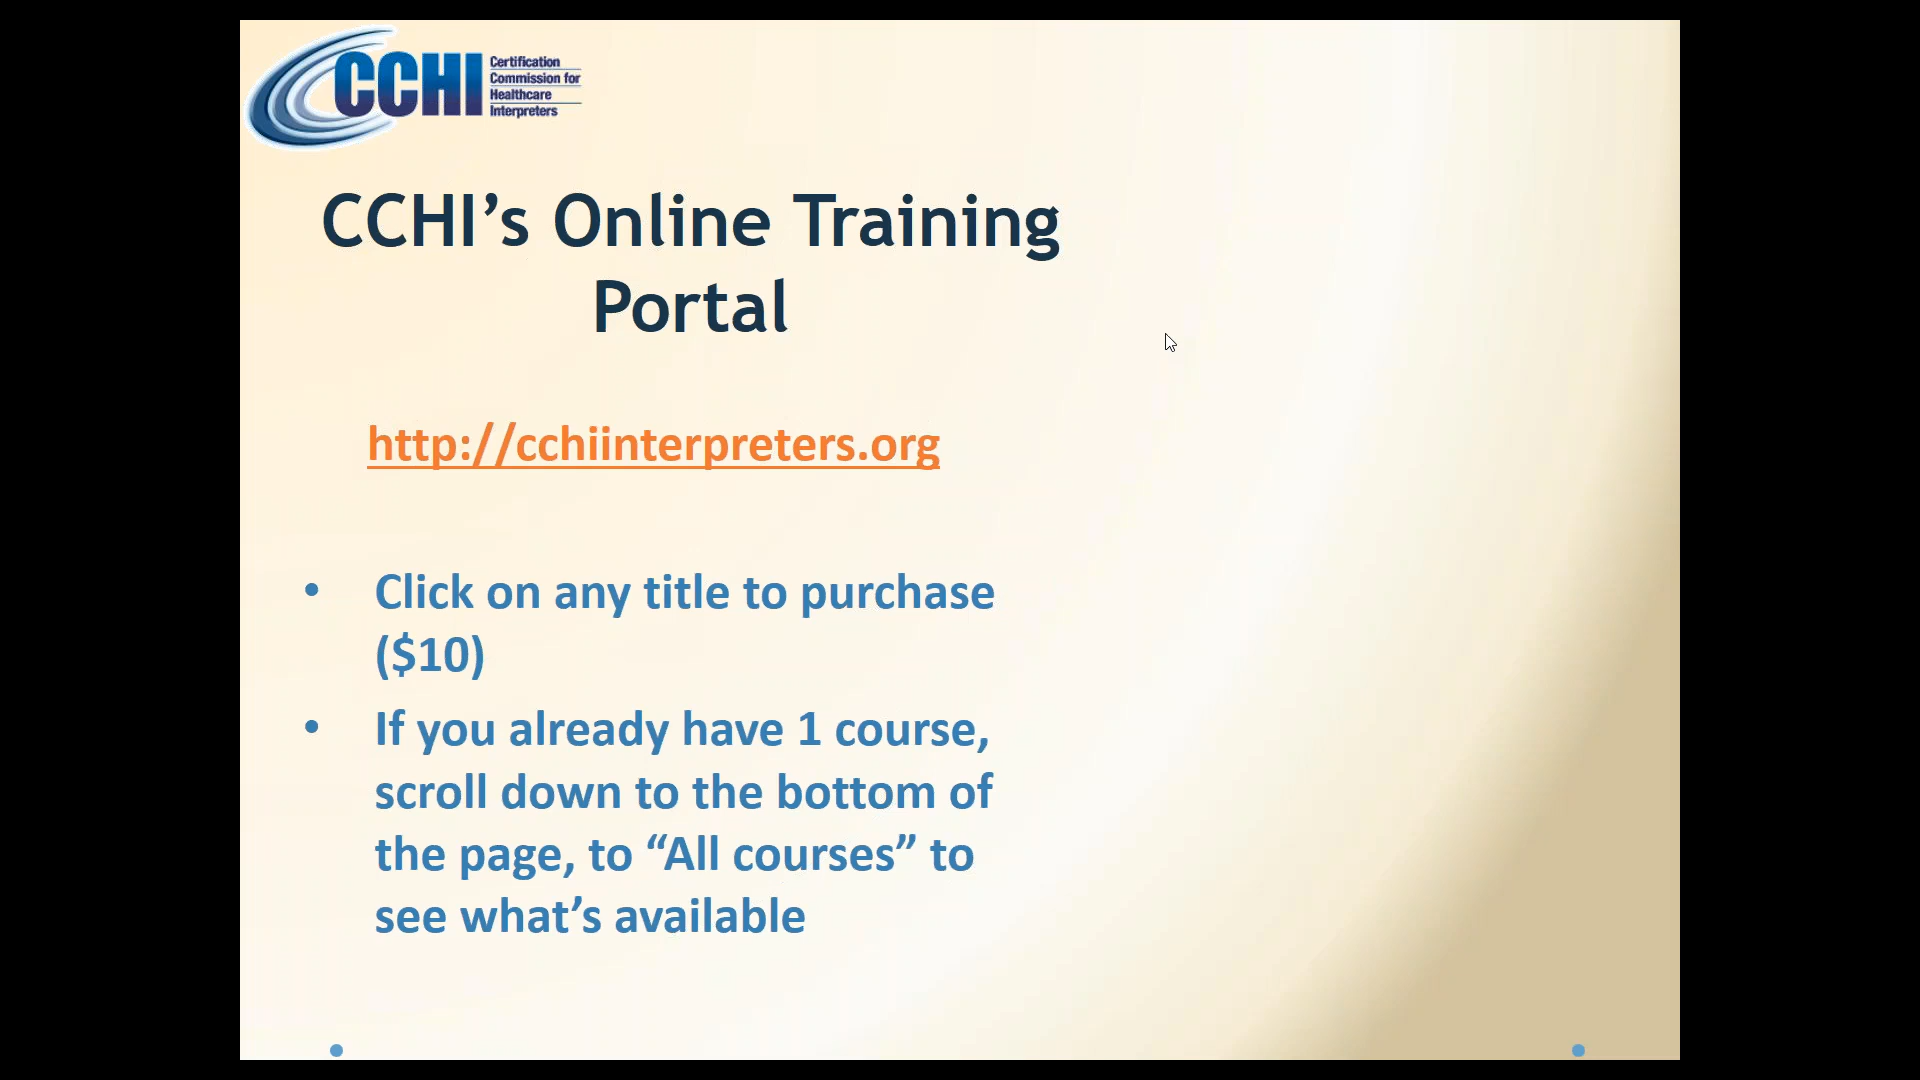 CCHI
Certification
Commission for
Healthcare
Interpreters
CCHI’s Online Training
Portal
http://cchiinterpreters.org
• Click on any title to purchase
($10)
• If you already have 1 course,
scroll down to the bottom of
the page, to “All courses” to
see what’s available